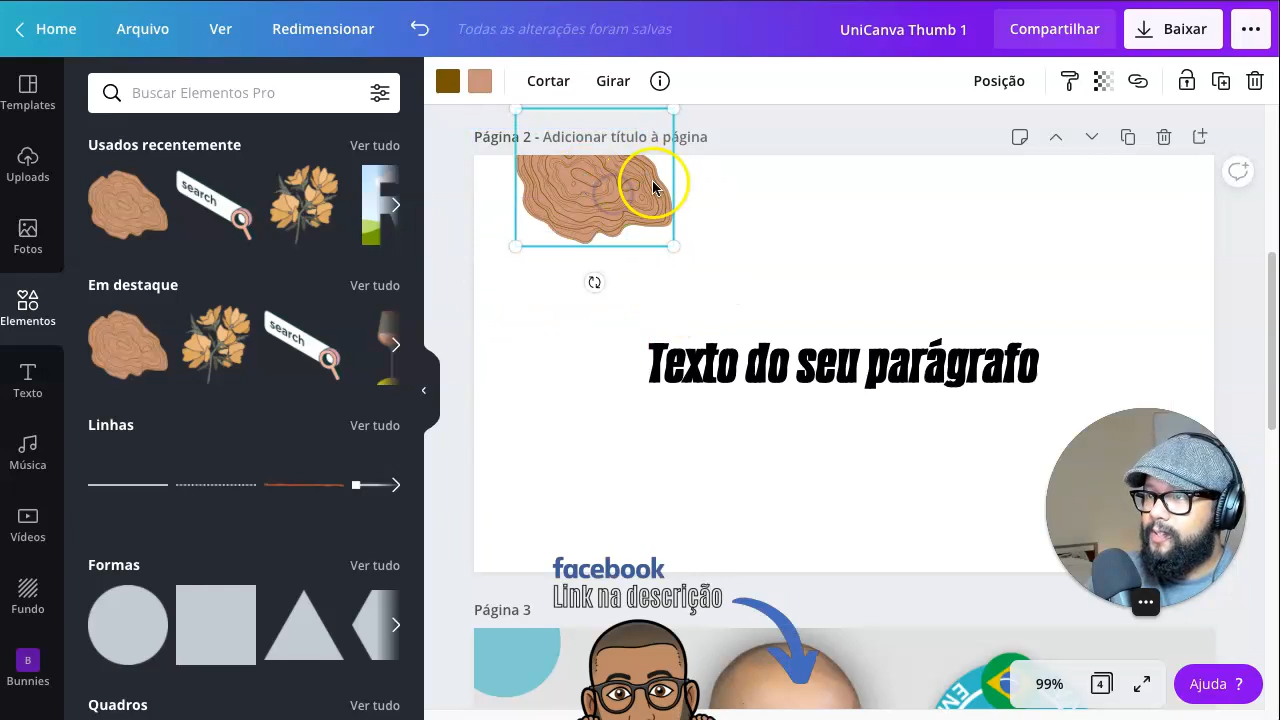 Home Arquivo Ver Redimensionar Todas as alterações foram salvas UniCanva Thumb 1 Compartilhar Baixar
Cortar Girar Posição
Buscar Elementos Pro
Templates
Uploads
Fotos
Elementos
Texto
Música
Vídeos
Fundo
B
Bunnies
Usados recentemente Ver tudo
search
Em destaque Ver tudo
search
Linhas Ver tudo
Formas Ver tudo
Quadros Ver tudo
Página 2 - Adicionar título à página
Texto do seu parágrafo
facebook
Link na descrição
Página 3
99% 4 Ajuda ?